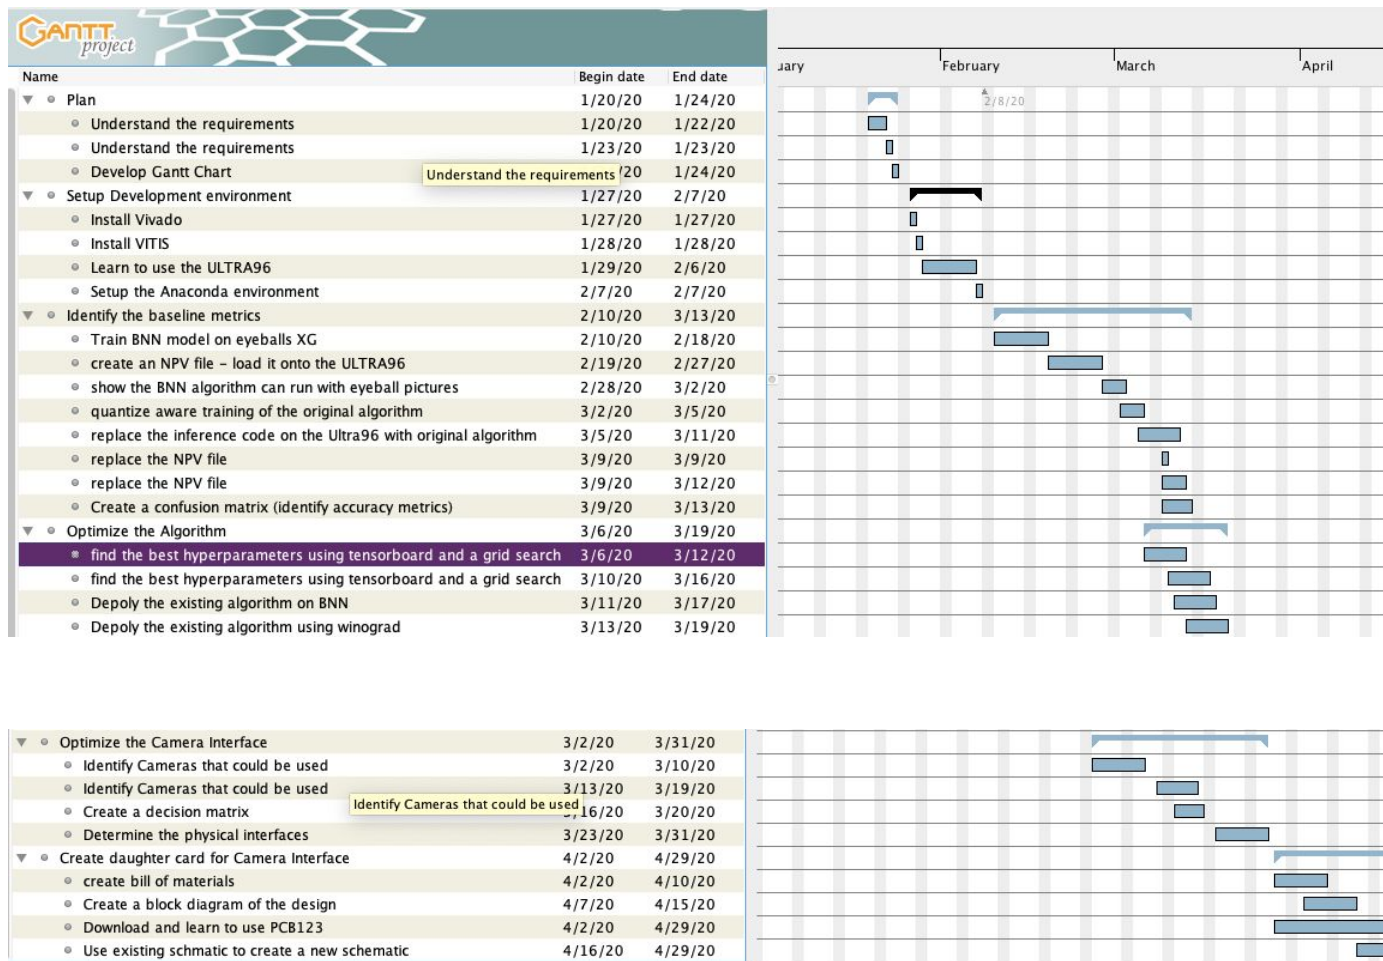 GANTT
project
uary February March April
Name Begin date End date
Plan 1/20/20 1/24/20
2/8/20
Understand the requirements 1/20/20 1/22/20
Understand the requirements 1/23/20 1/23/20
Develop Gantt Chart /20 1/24/20
Understand the requirements
Setup Development environment 1/27/20 2/7/20
Install Vivado 1/27/20 1/27/20
Install VITIS 1/28/20 1/28/20
Learn to use the ULTRA96 1/29/20 2/6/20
Setup the Anaconda environment 2/7/20 2/7/20
Identify the baseline metrics 2/10/20 3/13/20
Train BNN model on eyeballs XG 2/10/20 2/18/20
create an NPV file – load it onto the ULTRA96 2/19/20 2/27/20
show the BNN algorithm can run with eyeball pictures 2/28/20 3/2/20
quantize aware training of the original algorithm 3/2/20 3/5/20
replace the inference code on the Ultra96 with original algorithm 3/5/20 3/11/20
replace the NPV file 3/9/20 3/9/20
replace the NPV file 3/9/20 3/12/20
Create a confusion matrix (identify accuracy metrics) 3/9/20 3/13/20
Optimize the Algorithm 3/6/20 3/19/20
find the best hyperparameters using tensorboard and a grid search 3/6/20 3/12/20
find the best hyperparameters using tensorboard and a grid search 3/10/20 3/16/20
Depoly the existing algorithm on BNN 3/11/20 3/17/20
Depoly the existing algorithm using winograd 3/13/20 3/19/20
Optimize the Camera Interface 3/2/20 3/31/20
Identify Cameras that could be used 3/2/20 3/10/20
Identify Cameras that could be used 3/13/20 3/19/20
Identify Cameras that could be used
Create a decision matrix 16/20 3/20/20
Determine the physical interfaces 3/23/20 3/31/20
Create daughter card for Camera Interface 4/2/20 4/29/20
create bill of materials 4/2/20 4/10/20
Create a block diagram of the design 4/7/20 4/15/20
Download and learn to use PCB123 4/2/20 4/29/20
Use existing schmatic to create a new schematic 4/16/20 4/29/20